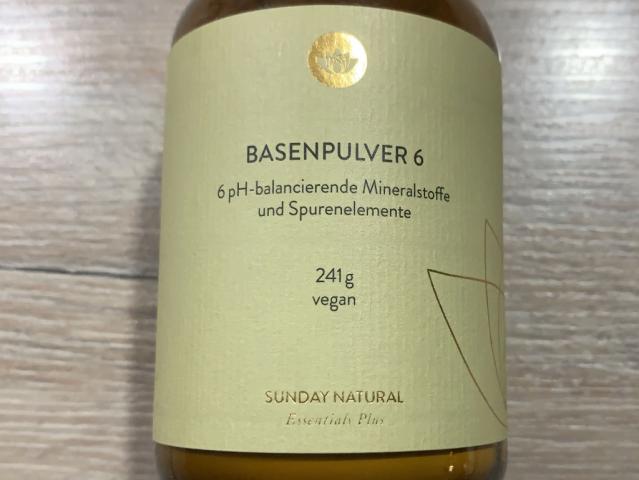 BASENPULVER 6
6 pH-balancierende Mineralstoffe
und Spurenelemente
241 g
vegan
SUNDAY NATURAL
Essentials Plus